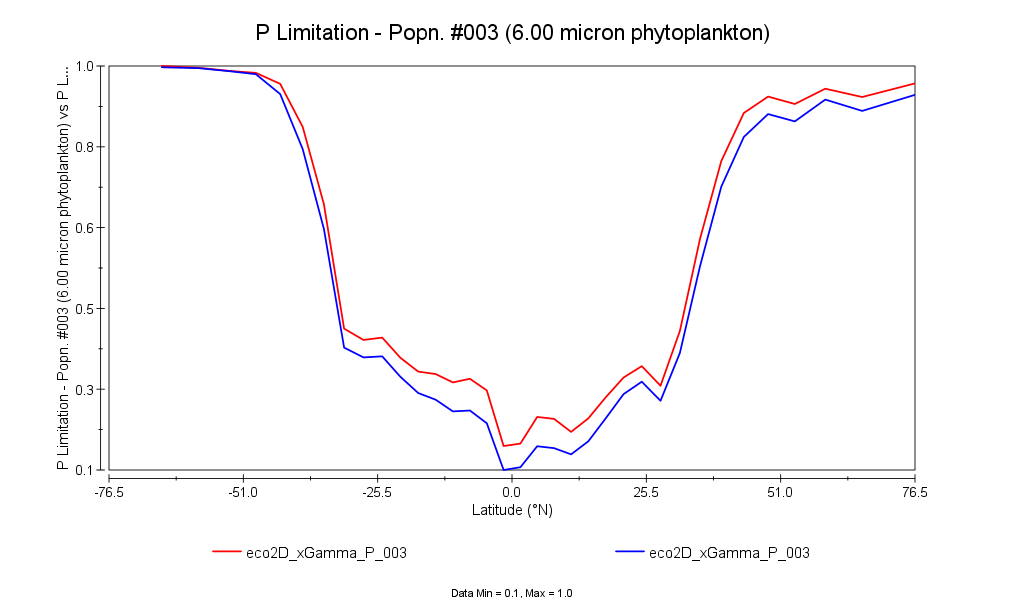 P Limitation - Popn. #003 (6.00 micron phytoplankton)
P Limitation - Popn. #003 (6.00 micron phytoplankton) vs P L...
1.0
0.8
0.6
0.5
0.3
0.1
-76.5 -51.0 -25.5 0.0 25.5 51.0 76.5
Latitude (°N)
eco2D_xGamma_P_003 eco2D_xGamma_P_003
Data Min = 0.1, Max = 1.0